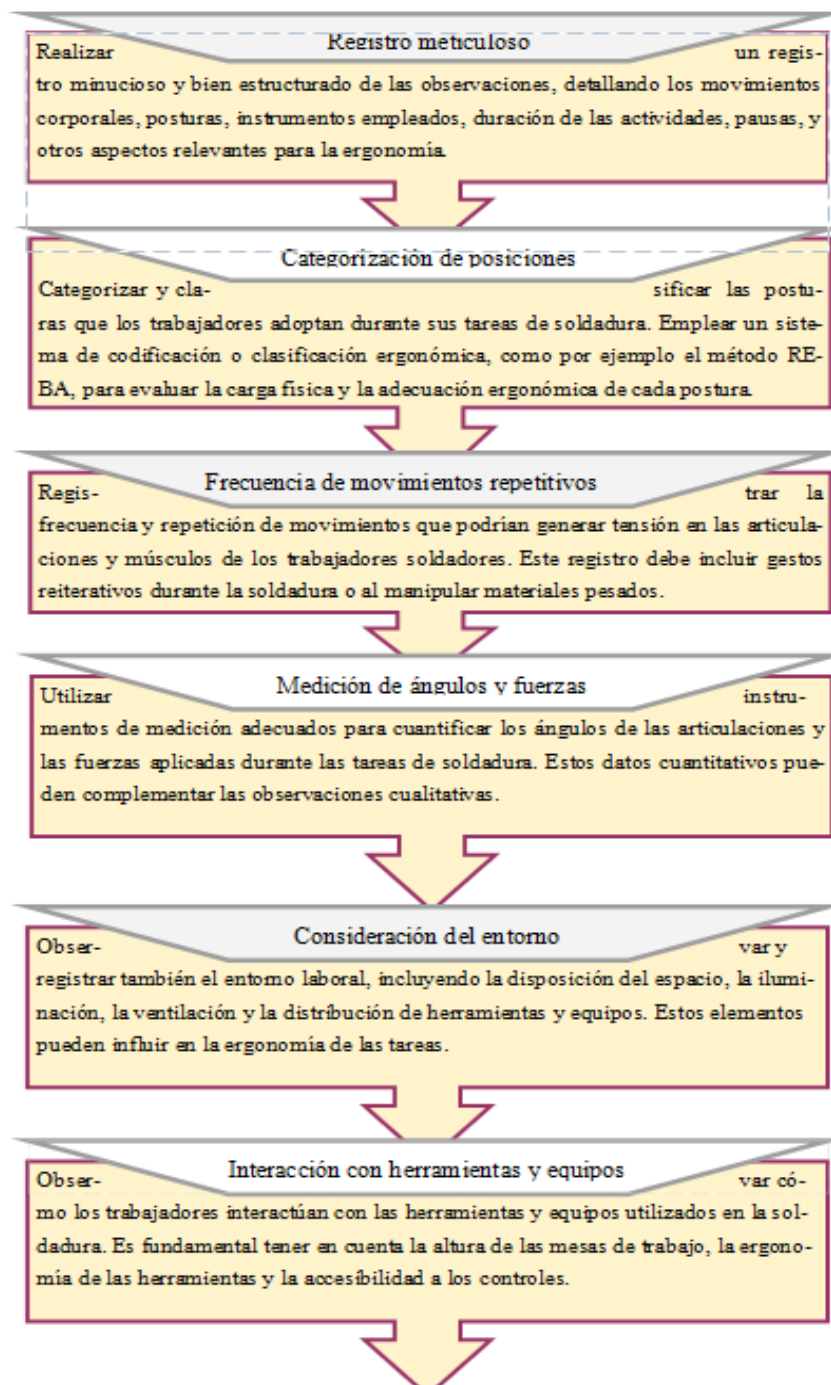 Registro meticuloso
Realizar un regis-
tro minucioso y bien estructurado de las observaciones, detallando los movimientos
corporales, posturas, instrumentos empleados, duración de las actividades, pausas, y
otros aspectos relevantes para la ergonomía.
Categorización de posiciones
Categorizar y cla- sificar las postu-
ras que los trabajadores adoptan durante sus tareas de soldadura. Emplear un siste-
ma de codificación o clasificación ergonómica, como por ejemplo el método RE-
BA, para evaluar la carga física y la adecuación ergonómica de cada postura.
Frecuencia de movimientos repetitivos
Regis- trar la
frecuencia y repetición de movimientos que podrían generar tensión en las articula-
ciones y músculos de los trabajadores soldadores. Este registro debe incluir gestos
reiterativos durante la soldadura o al manipular materiales pesados.
Medición de ángulos y fuerzas
Utilizar instru-
mentos de medición adecuados para cuantificar los ángulos de las articulaciones y
las fuerzas aplicadas durante las tareas de soldadura. Estos datos cuantitativos pue-
den complementar las observaciones cualitativas.
Consideración del entorno
Obser- var y
registrar también el entorno laboral, incluyendo la disposición del espacio, la ilumi-
nación, la ventilación y la distribución de herramientas y equipos. Estos elementos
pueden influir en la ergonomía de las tareas.
Interacción con herramientas y equipos
Obser- var có-
mo los trabajadores interactúan con las herramientas y equipos utilizados en la sol-
dadura. Es fundamental tener en cuenta la altura de las mesas de trabajo, la ergono-
mía de las herramientas y la accesibilidad a los controles.